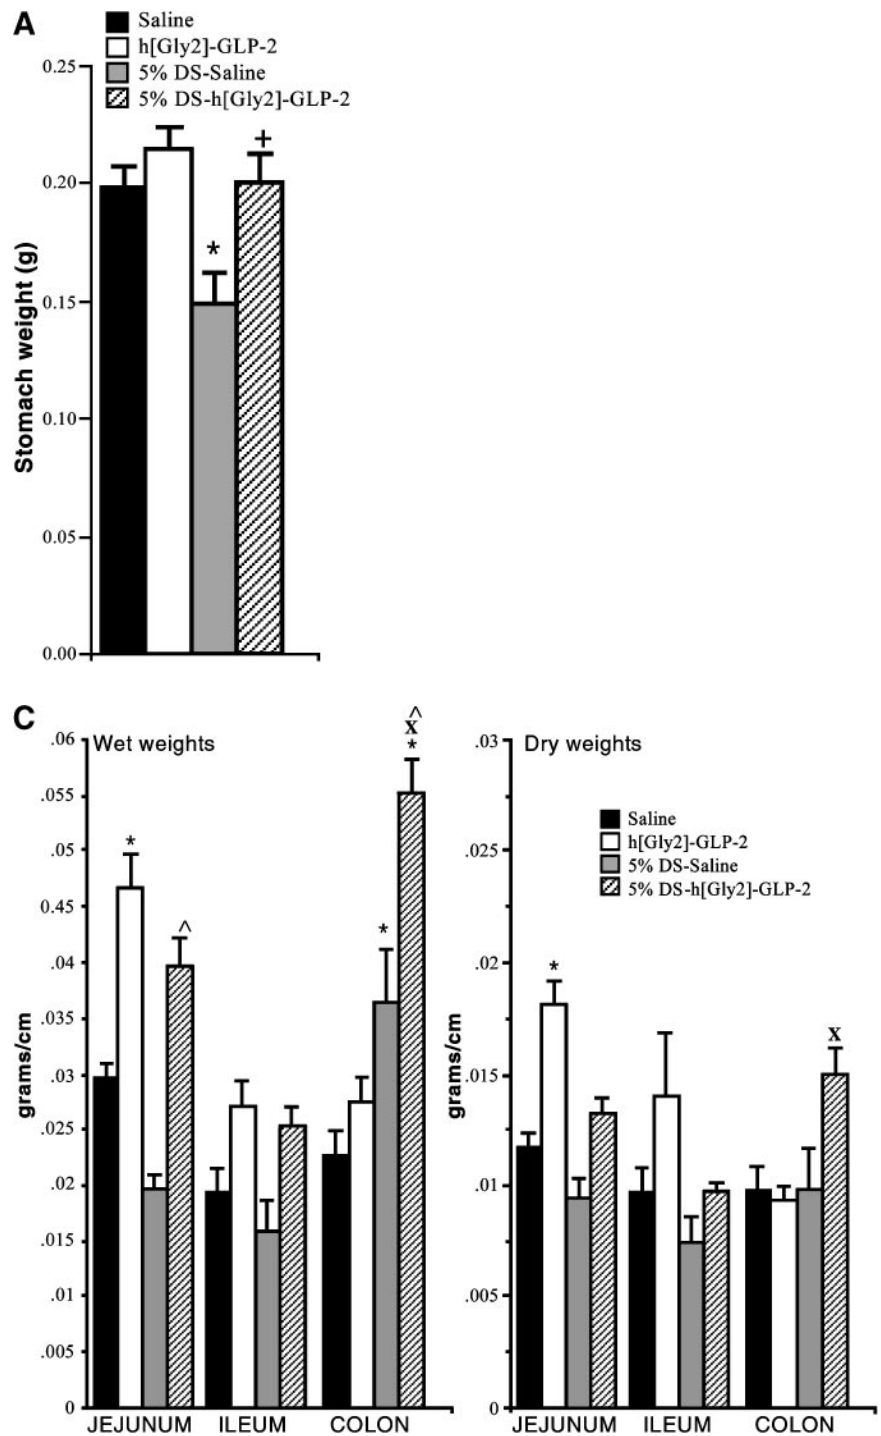 A
Saline
h[Gly2]-GLP-2
5% DS-Saline
5% DS-h[Gly2]-GLP-2
Stomach weight (g)
0.25
0.20
0.15
0.10
0.05
0.00
*
+
C
Wet weights
grams/cm
.06
.055
.05
0.45
.04
.035
.03
.025
.02
.015
.01
.005
0
*
^
*
^
x
*
JEJUNUM ILEUM COLON
Dry weights
Saline
h[Gly2]-GLP-2
5% DS-Saline
5% DS-h[Gly2]-GLP-2
grams/cm
.03
.025
.02
.015
.01
.005
0
*
x
JEJUNUM ILEUM COLON